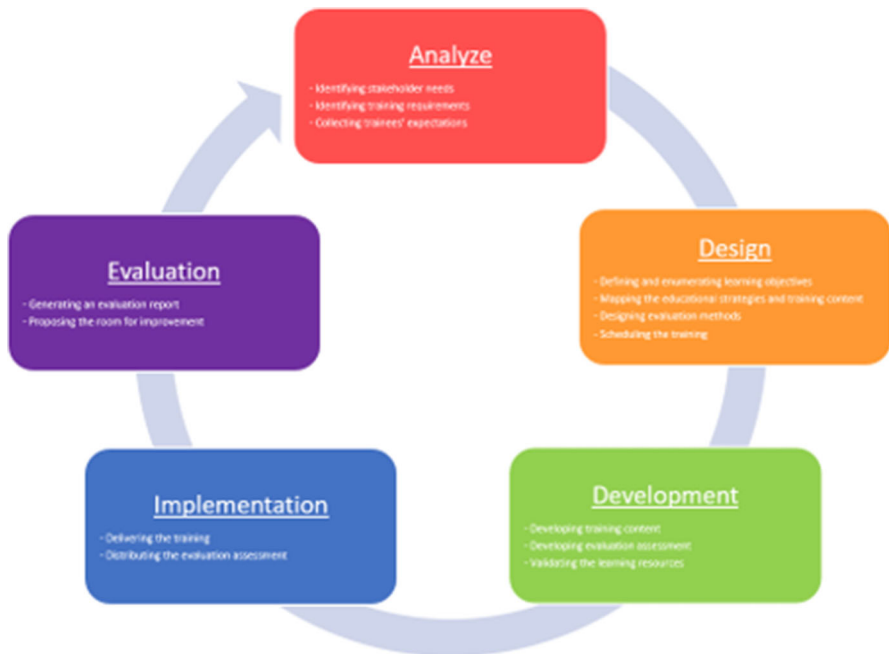 Analyze
- Identifying stakeholder needs
- Identifying training requirements
- Collecting trainees' expectations
Design
- Defining and enumerating learning objectives
- Mapping the educational strategies and training content
- Designing evaluation methods
- Scheduling the training
Development
- Developing training content
- Developing evaluation assessment
- Validating the learning resources
Implementation
- Delivering the training
- Distributing the evaluation assessment
Evaluation
- Generating an evaluation report
- Proposing the room for improvement